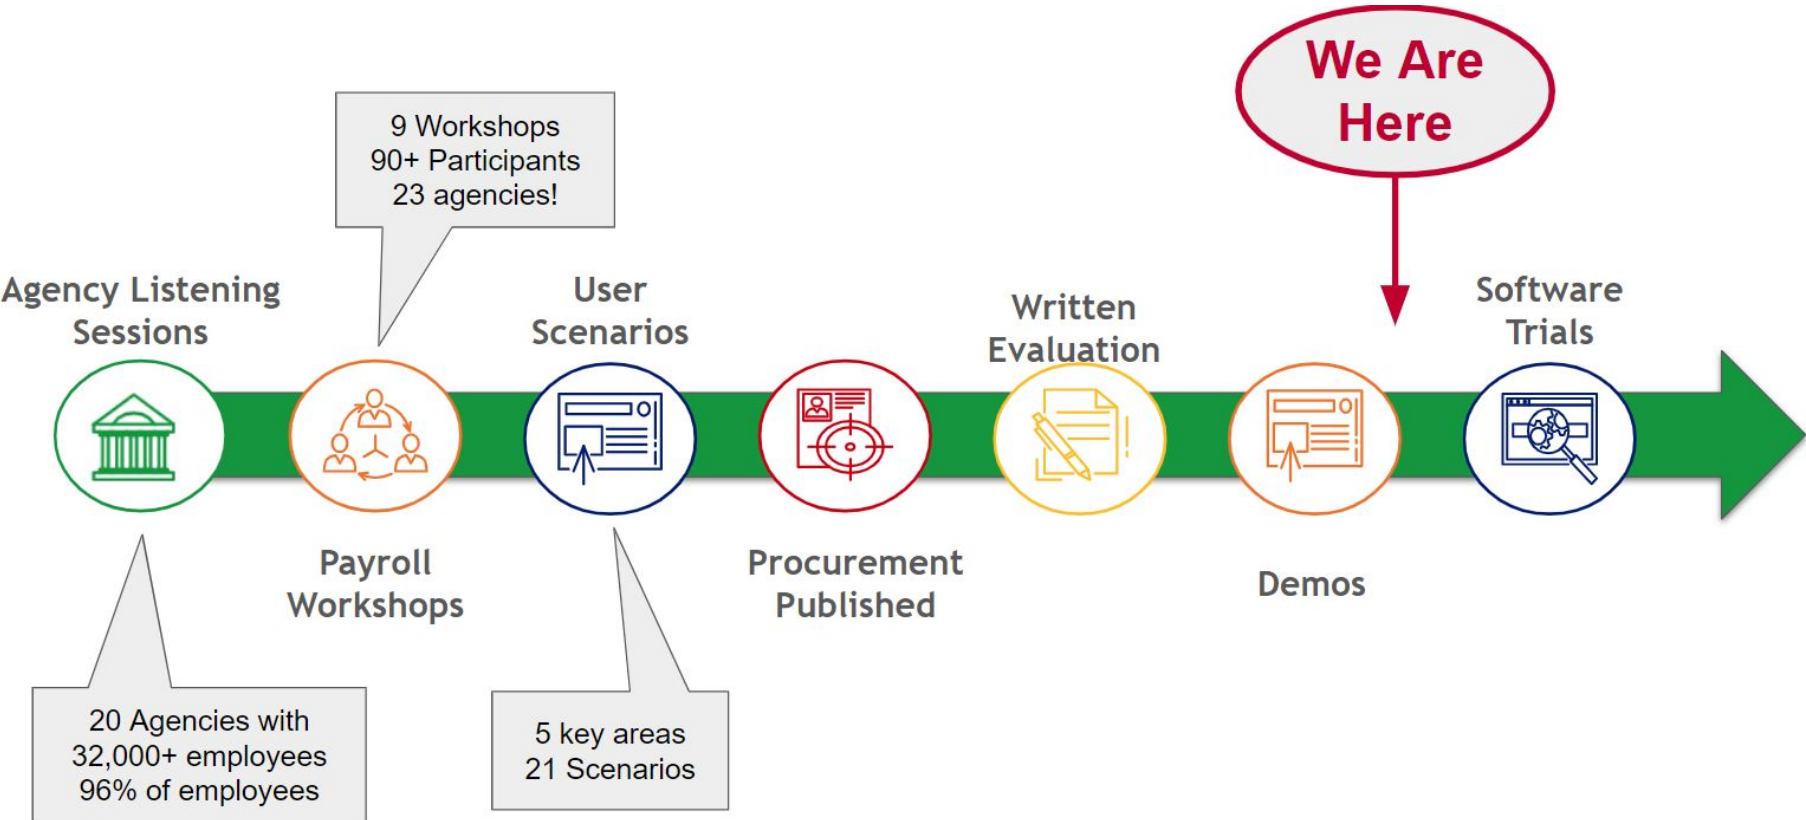 We Are
Here
9 Workshops
90+ Participants
23 agencies!
Agency Listening
Sessions
User
Scenarios
Written
Evaluation
Software
Trials
Payroll
Workshops
Procurement
Published
Demos
20 Agencies with
32,000+ employees
96% of employees
5 key areas
21 Scenarios